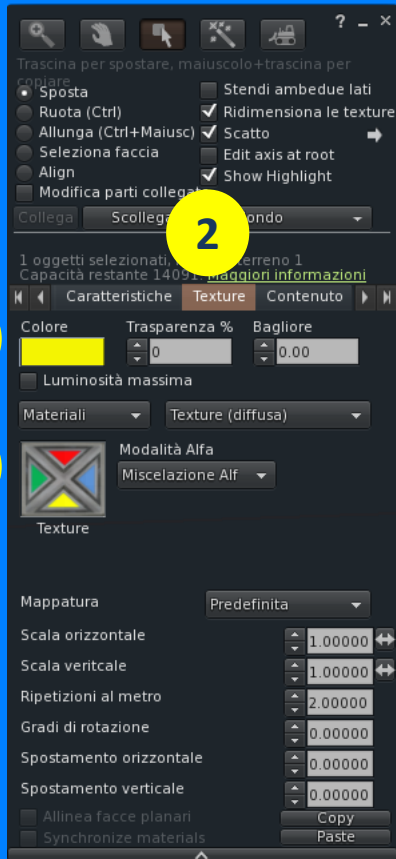 ? – ×
Trascina per spostare, maiuscolo+trascina per
copiare
Sposta
Stendi ambedue lati
Ruota (Ctrl)
Ridimensiona le texture
Allunga (Ctrl+Maiusc)
Scatto
Seleziona faccia
Edit axis at root
Align
Show Highlight
Modifica parti collegat
Collega Scollega ondo
2
1 oggetti selezionati, terreno 1
Capacità restante 14091. Maggiori informazioni
Caratteristiche Texture Contenuto
Colore Trasparenza % Bagliore
0 0.00
Luminosità massima
Materiali Texture (diffusa)
Modalità Alfa
Miscelazione Alf
Texture
Mappatura Predefinita
Scala orizzontale 1.00000
Scala veritcale 1.00000
Ripetizioni al metro 2.00000
Gradi di rotazione 0.00000
Spostamento orizzontale 0.00000
Spostamento verticale 0.00000
Allinea facce planari Copy
Synchronize materials Paste